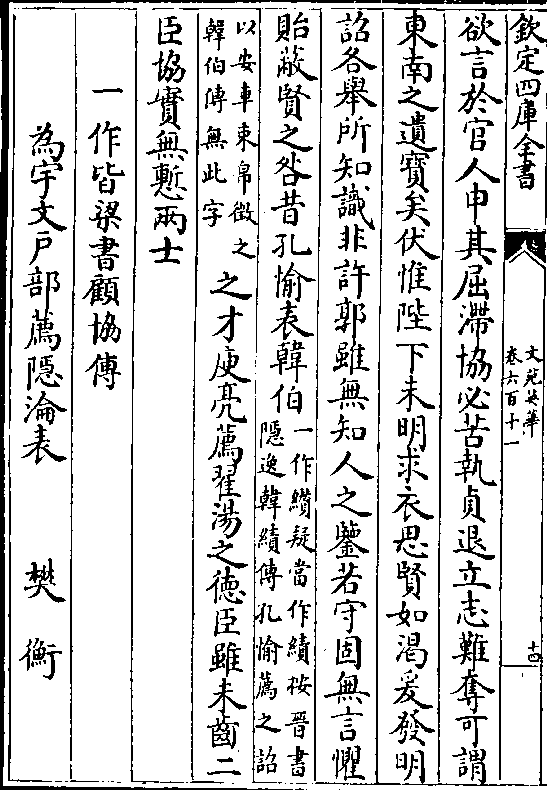 欽定四庫全書
文苑英華
卷六百十一
十四
欲言於官人申其屈滯協必苦執貞退立志難奪可謂
東南之遺寶矣伏惟陛下未明求衣思賢如渴爰發明
詔各舉所知識非許郭雖無知人之鑒若守固無言懼
貽蔽賢之咎昔孔愉表韓伯
一作纘疑當作績按晉書
隱逸韓績傳孔愉薦之詔
以安車束帛徵之
韓伯傳無此字
之才庾亮薦翟湯之德臣雖未齒二
臣協實無慙兩士
一作皆梁書顧協傳
為宇文戶部薦隱淪表 樊衡